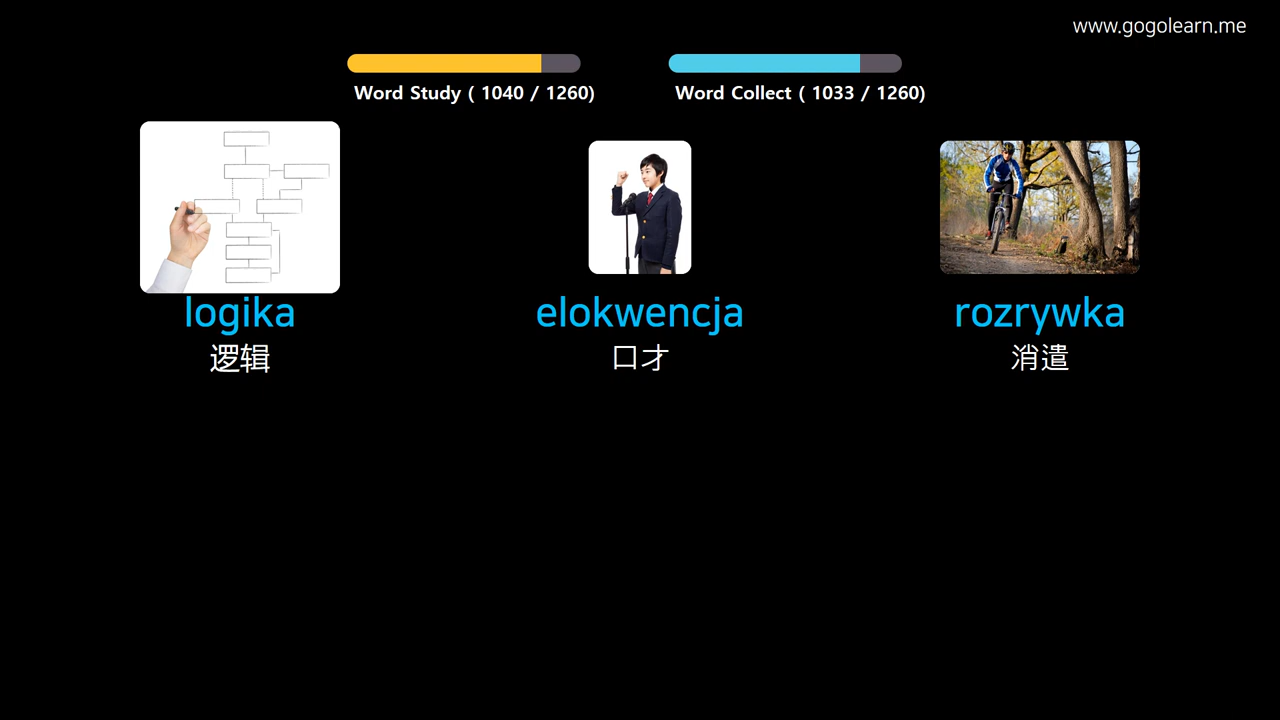 www.gogolearn.me
Word Study ( 1040 / 1260)
Word Collect ( 1033 / 1260)
logika
elokwencja
rozrywka
逻辑
口才
消遣